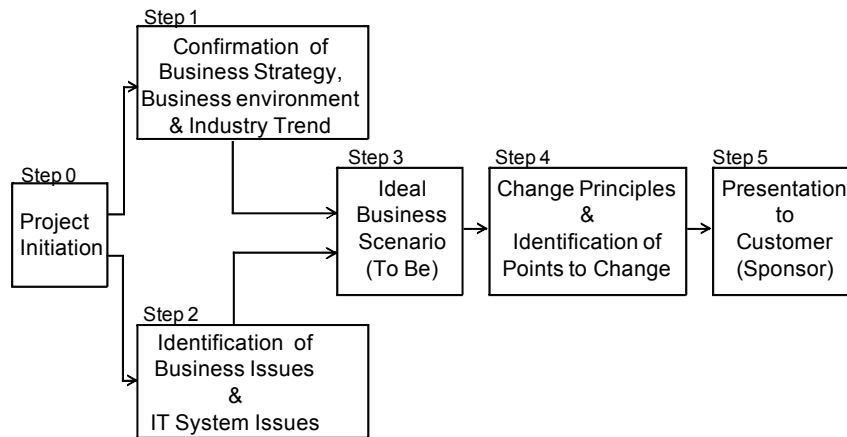 Step 0
Project
Initiation
Step 1
Confirmation of
Business Strategy,
Business environment
& Industry Trend
Step 2
Identification of
Business Issues
&
IT System Issues
Step 3
Ideal
Business
Scenario
(To Be)
Step 4
Change Principles
&
Identification of
Points to Change
Step 5
Presentation
to
Customer
(Sponsor)